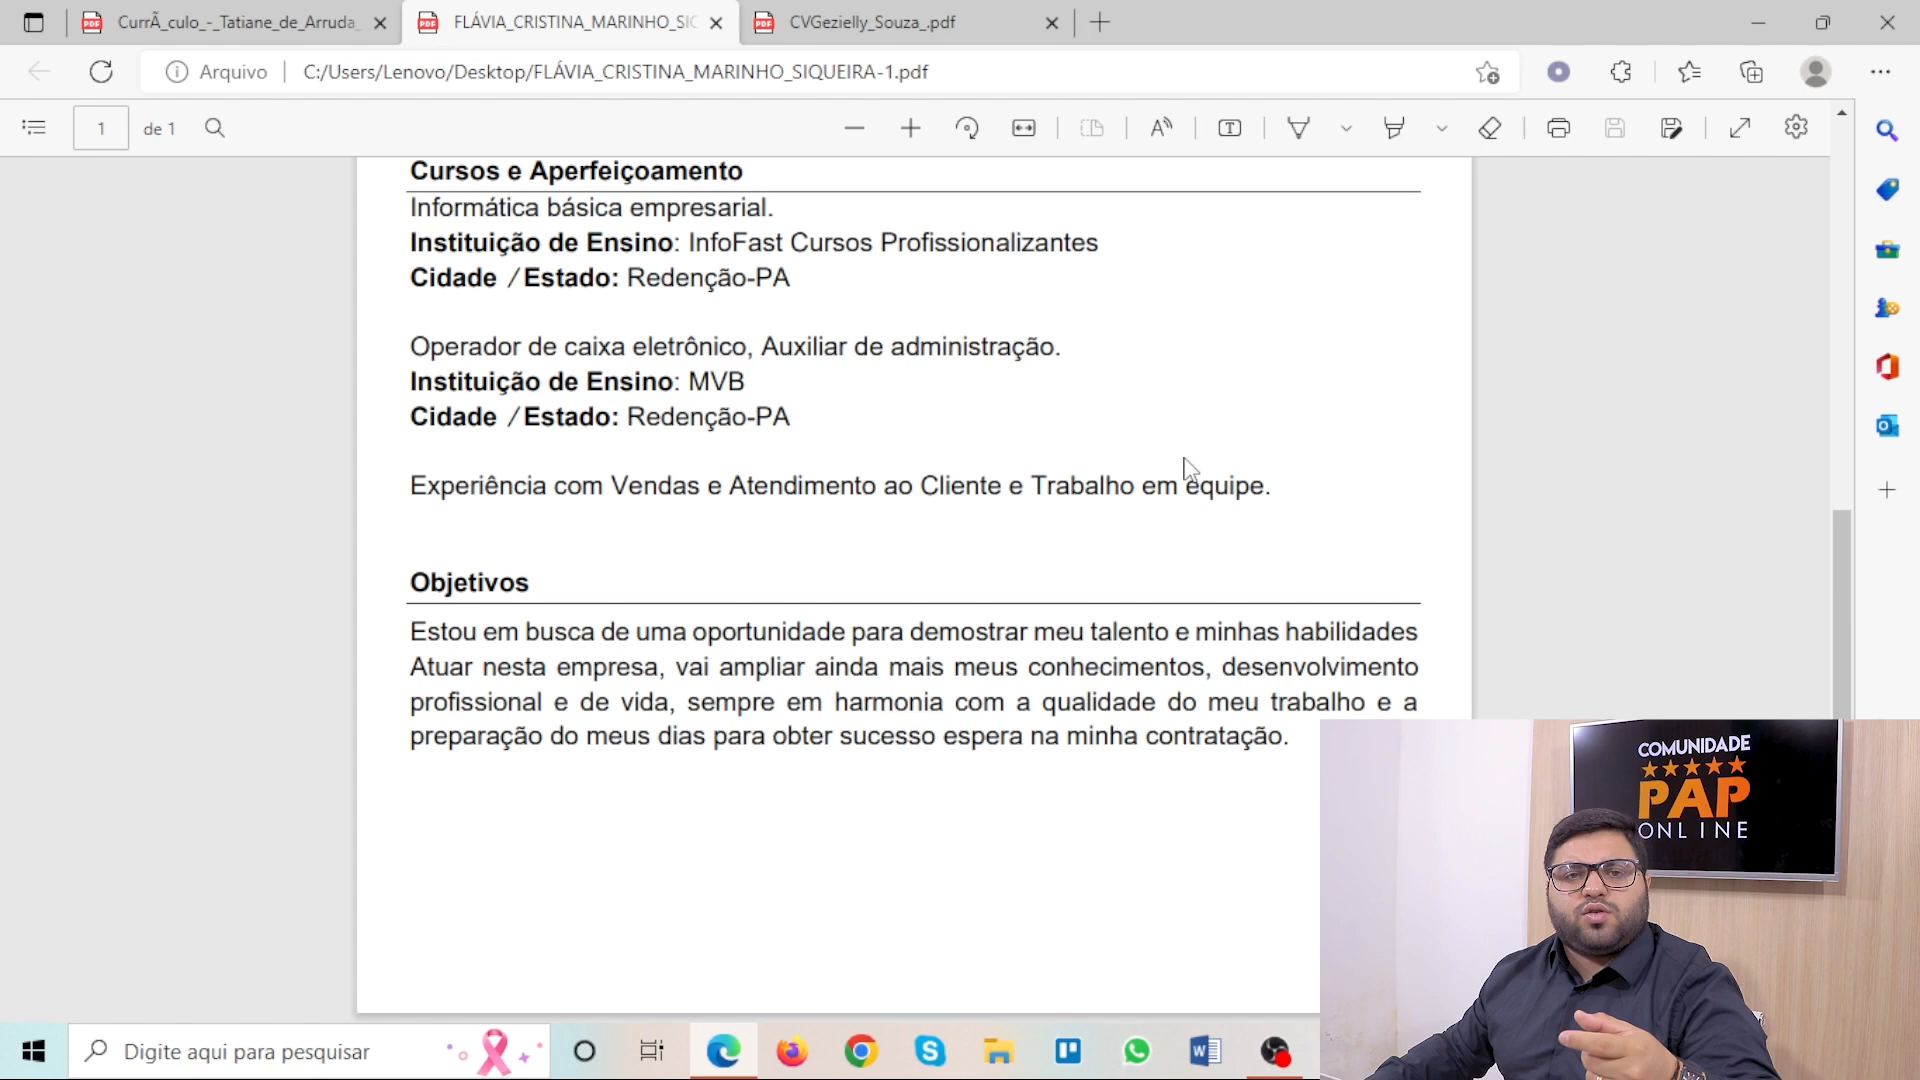 CurrÃ_culo_-_Tatiane_de_Arruda_
FLÁVIA_CRISTINA_MARINHO_SIC
CVGezielly_Souza_.pdf
Arquivo
C:/Users/Lenovo/Desktop/FLÁVIA_CRISTINA_MARINHO_SIQUEIRA-1.pdf
1
de 1
Cursos e Aperfeiçoamento
Informática básica empresarial.
Instituição de Ensino: InfoFast Cursos Profissionalizantes
Cidade /Estado: Redenção-PA
Operador de caixa eletrônico, Auxiliar de administração.
Instituição de Ensino: MVB
Cidade /Estado: Redenção-PA
Experiência com Vendas e Atendimento ao Cliente e Trabalho em equipe.
Objetivos
Estou em busca de uma oportunidade para demostrar meu talento e minhas habilidades
Atuar nesta empresa, vai ampliar ainda mais meus conhecimentos, desenvolvimento
profissional e de vida, sempre em harmonia com a qualidade do meu trabalho e a
preparação do meus dias para obter sucesso espera na minha contratação.
COMUNIDADE
PAP
ONLINE
Digite aqui para pesquisar